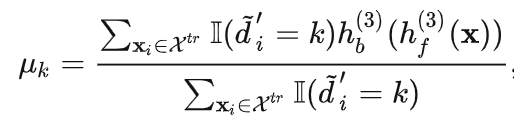 $$\mu_k = \frac{\sum_{\mathbf{x}_i \in \mathcal{X}^{tr}} \mathbb{I}(\tilde{d}'_i = k) h_b^{(3)}(h_f^{(3)}(\mathbf{x}))}{\sum_{\mathbf{x}_i \in \mathcal{X}^{tr}} \mathbb{I}(\tilde{d}'_i = k)},$$